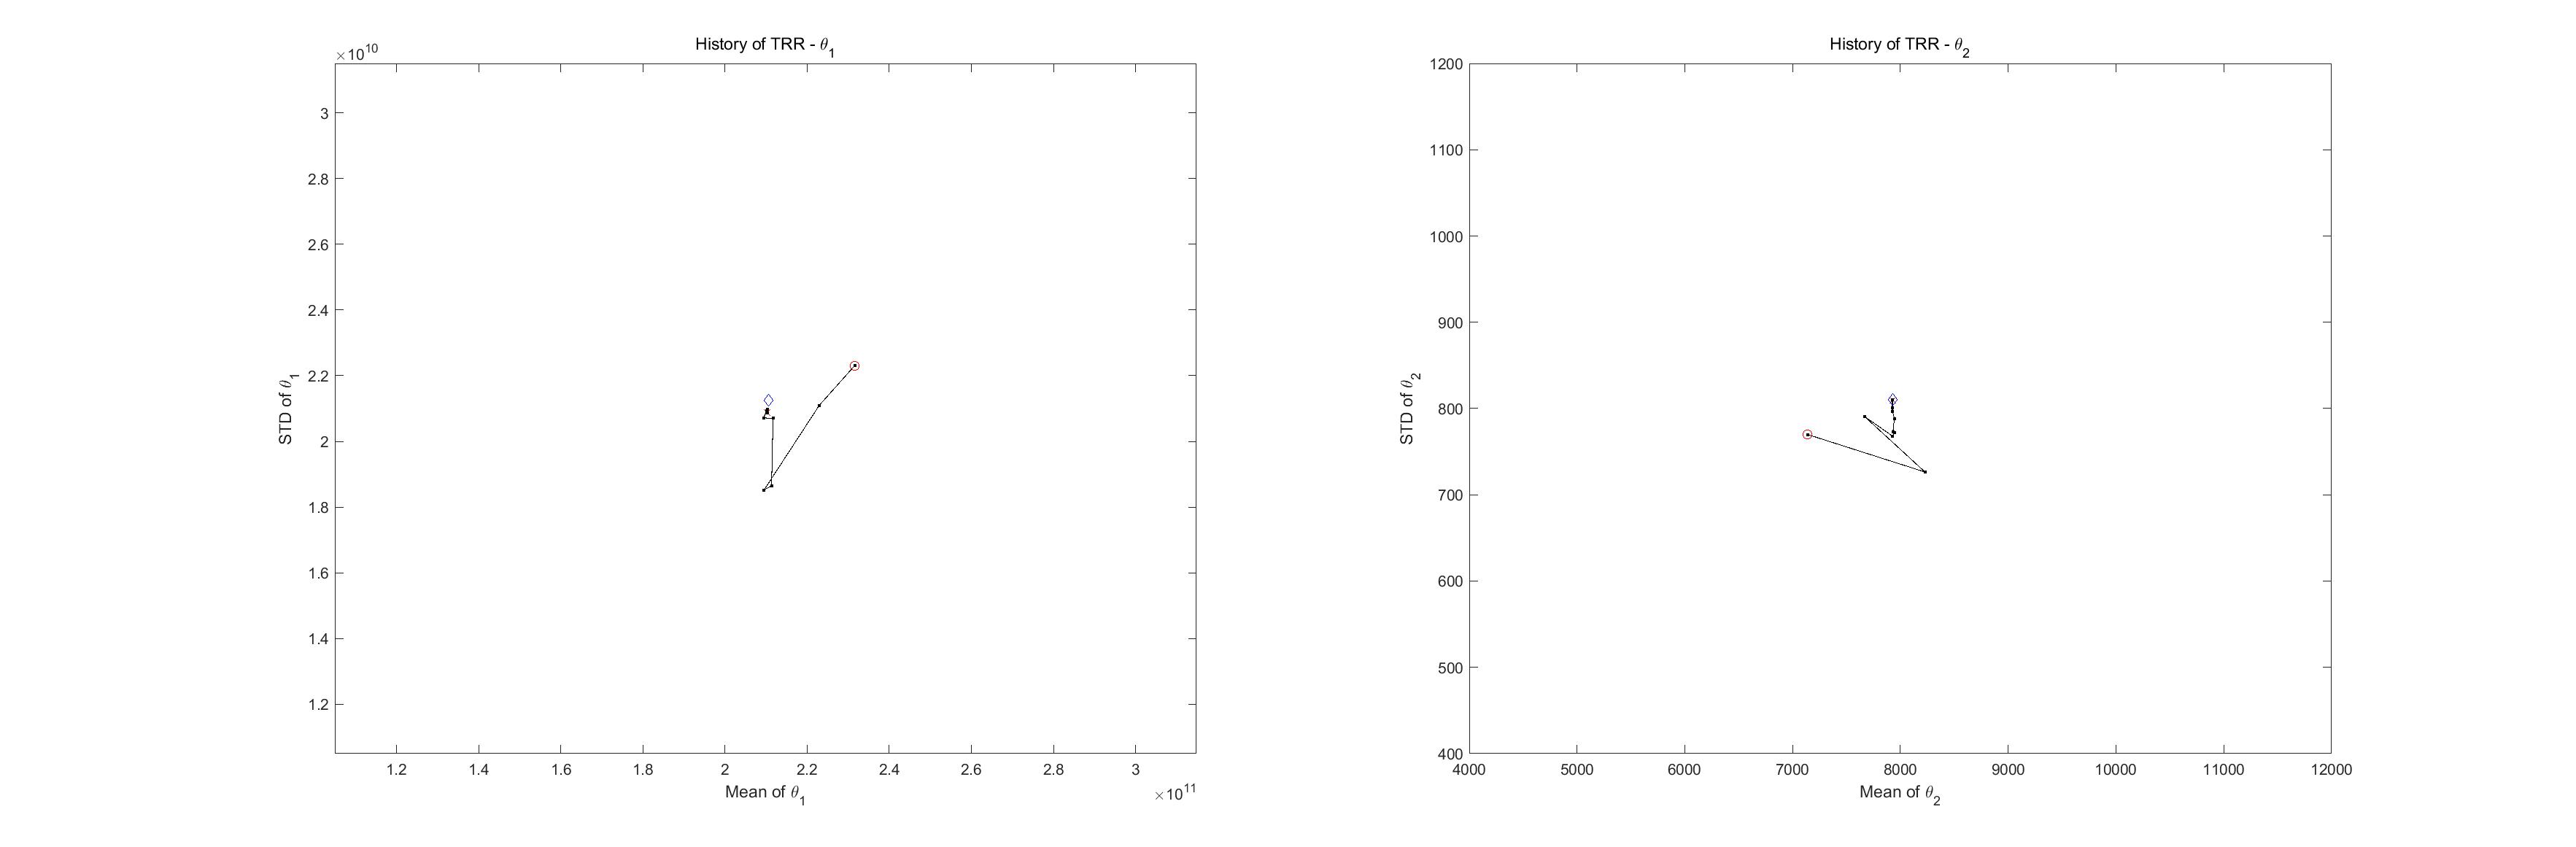 History of TRR - θ1
×10^10
3
2.8
2.6
2.4
2.2
2
1.8
1.6
1.4
1.2
STD of θ1
1.2 1.4 1.6 1.8 2 2.2 2.4 2.6 2.8 3
Mean of θ1
×10^11
History of TRR - θ2
1200
1100
1000
900
800
700
600
500
400
STD of θ2
4000 5000 6000 7000 8000 9000 10000 11000 12000
Mean of θ2